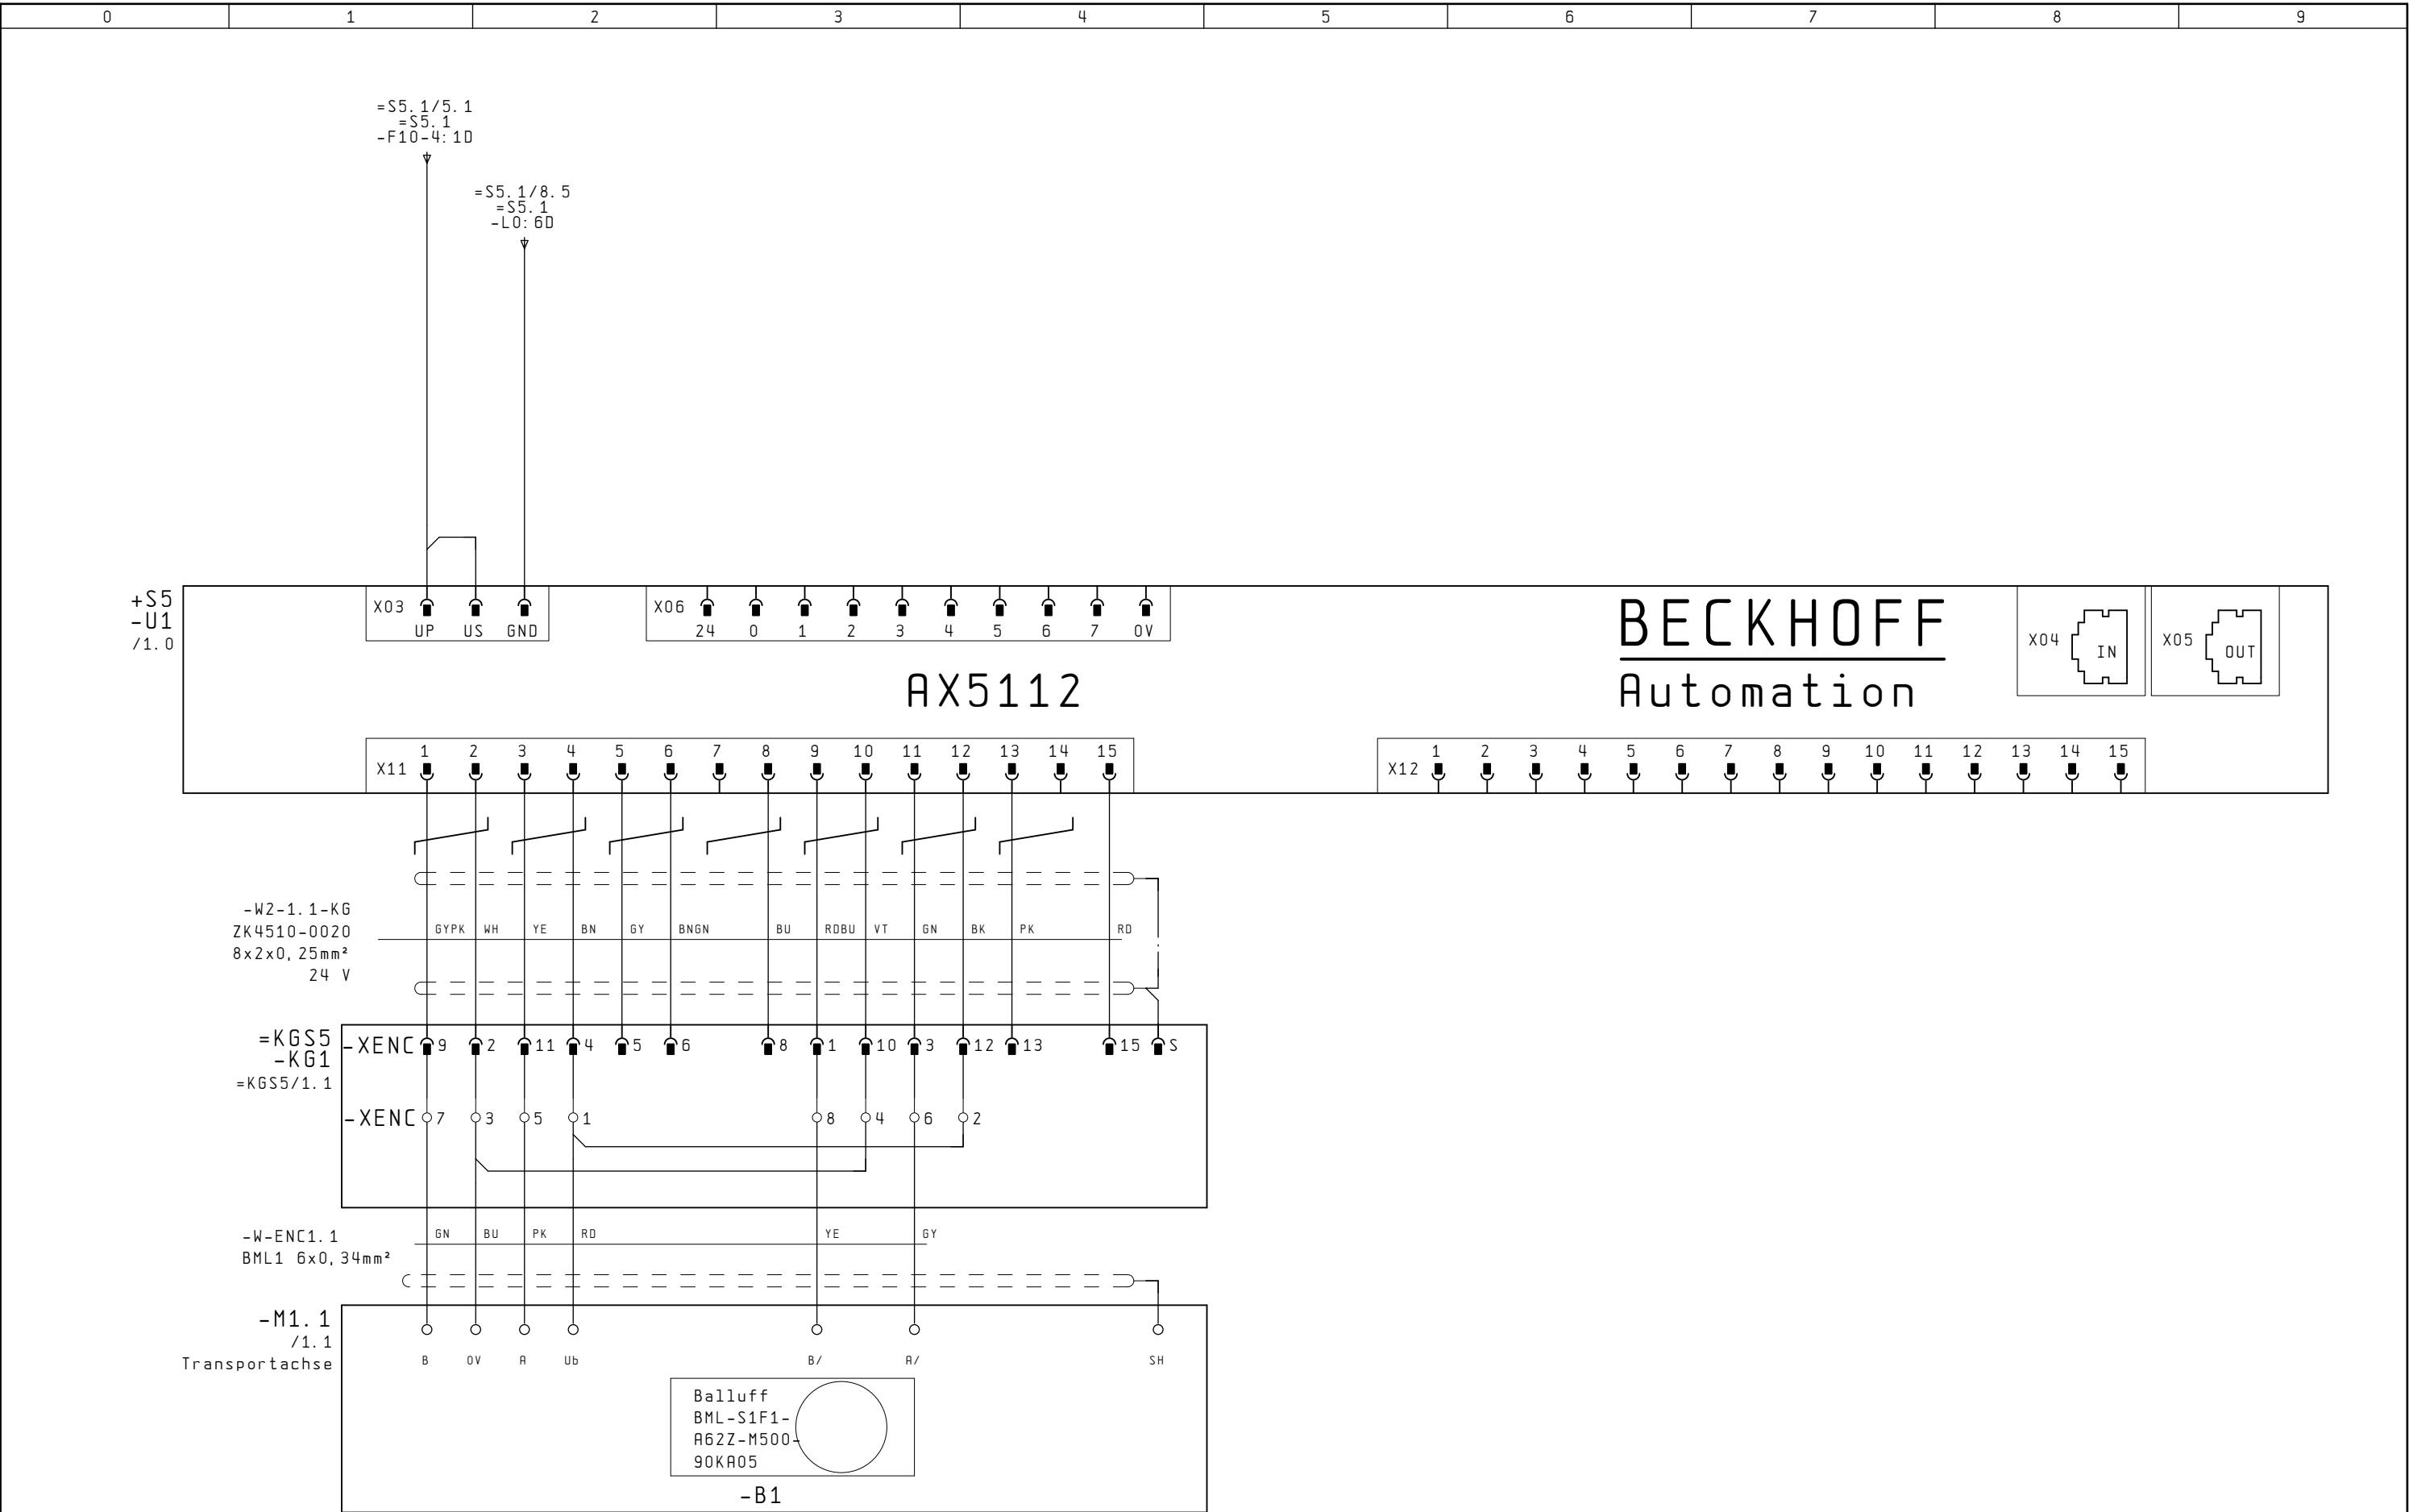 0 1 2 3 4 5 6 7 8 9
=S5.1/5.1
=S5.1
-F10-4:1D
=S5.1/8.5
=S5.1
-L0:6D
+S5
-U1
/1.0
X03
UP US GND
X06
24 0 1 2 3 4 5 6 7 0V
BECKHOFF
Automation
X04 IN
X05 OUT
AX5112
1 2 3 4 5 6 7 8 9 10 11 12 13 14 15
X11
1 2 3 4 5 6 7 8 9 10 11 12 13 14 15
X12
-W2-1.1-KG
ZK4510-0020
8x2x0,25mm²
24 V
GYPK WH YE BN GY BNGN BU RDBU VT GN BK PK RD
=KGS5
-KG1
=KGS5/1.1
-XENC 9 2 11 4 5 6 8 1 10 3 12 13 15 S
-XENC 7 3 5 1 8 4 6 2
-W-ENC1.1
BML1 6x0,34mm²
GN BU PK RD YE GY
-M1.1
/1.1
Transportachse
B 0V A Ub B/ A/ SH
Balluff
BML-S1F1-
A62Z-M500-
90KA05
-B1